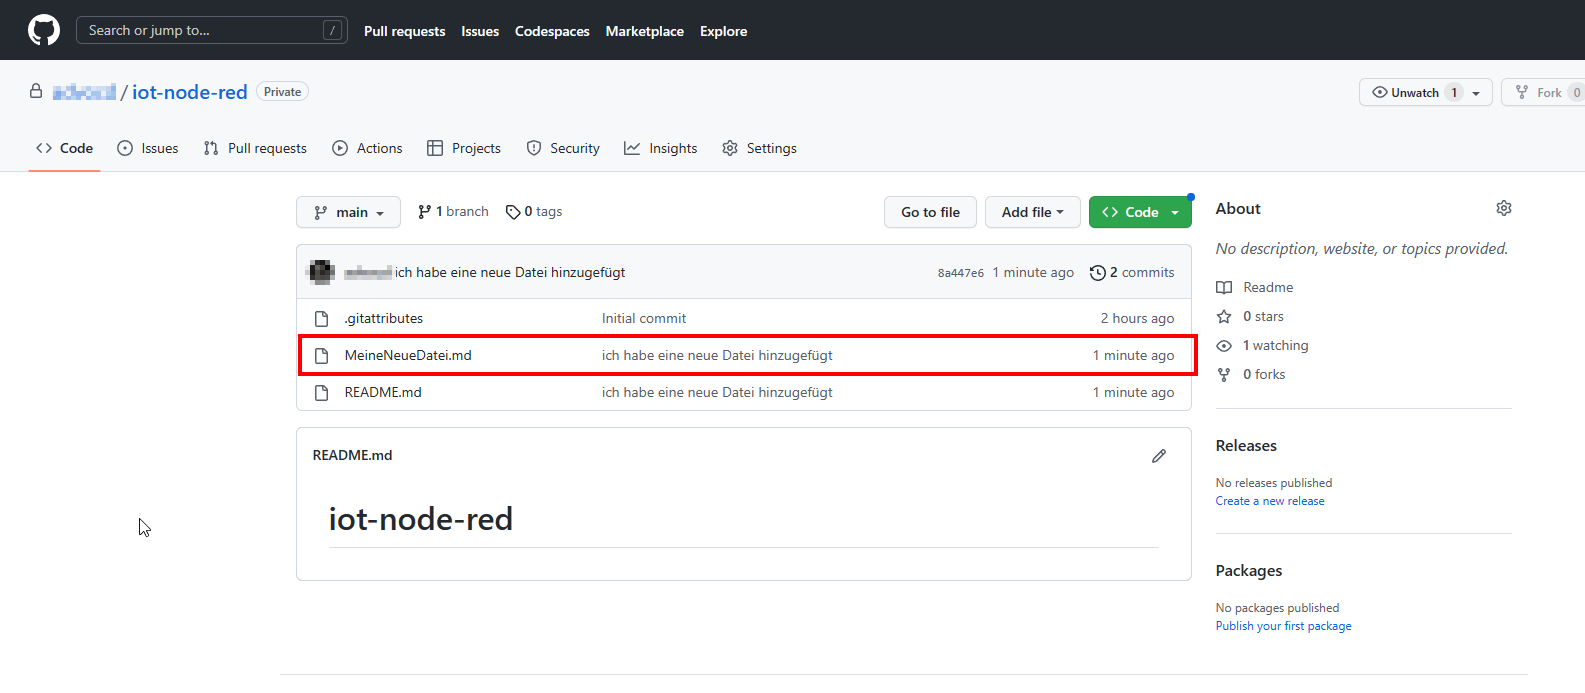 Search or jump to... /
Pull requests Issues Codespaces Marketplace Explore
/ iot-node-red Private
Unwatch 1 Fork 0
Code Issues Pull requests Actions Projects Security Insights Settings
main 1 branch 0 tags
Go to file Add file Code
ich habe eine neue Datei hinzugefügt 8a447e6 1 minute ago 2 commits
.gitattributes Initial commit 2 hours ago
MeineNeueDatei.md ich habe eine neue Datei hinzugefügt 1 minute ago
README.md ich habe eine neue Datei hinzugefügt 1 minute ago
README.md
iot-node-red
About
No description, website, or topics provided.
Readme
0 stars
1 watching
0 forks
Releases
No releases published
Create a new release
Packages
No packages published
Publish your first package